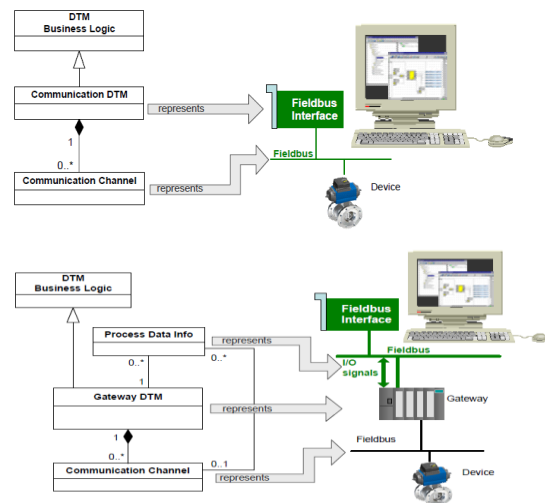 DTM
Business Logic
Communication DTM
represents
Fieldbus
Interface
1
0..*
Fieldbus
Communication Channel
represents
Device
DTM
Business Logic
Fieldbus
Interface
Process Data Info
represents
Fieldbus
0..*
0..*
I/O
signals
1
Gateway DTM
represents
Gateway
1
Fieldbus
0..*
0..1
Communication Channel
represents
Device